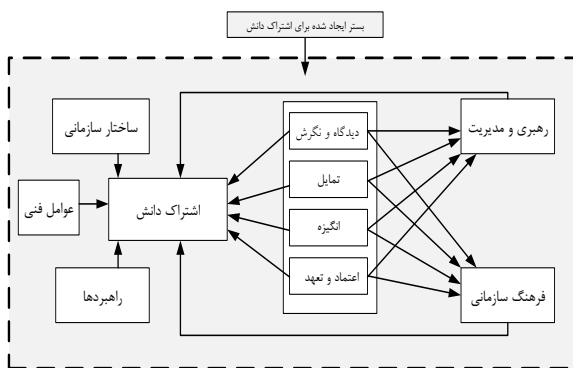 بستر ایجاد شده برای اشتراک دانش
رهبری و مدیریت
دیدگاه و نگرش
ساختار سازمانی
تمایل
اشتراک دانش
عوامل فنی
انگیزه
اعتماد و تعهد
راهبردها
فرهنگ سازمانی